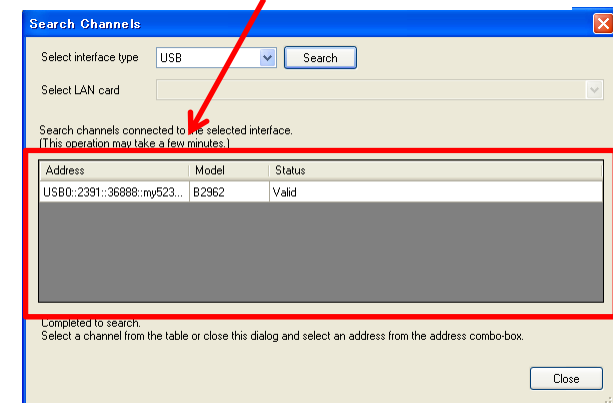 Search Channels
Select interface type USB Search
Select LAN card
Search channels connected to the selected interface.
(This operation may take a few minutes.)
Address Model Status
USB0::2391::36888::my523... B2962 Valid
Completed to search.
Select a channel from the table or close this dialog and select an address from the address combo-box.
Close